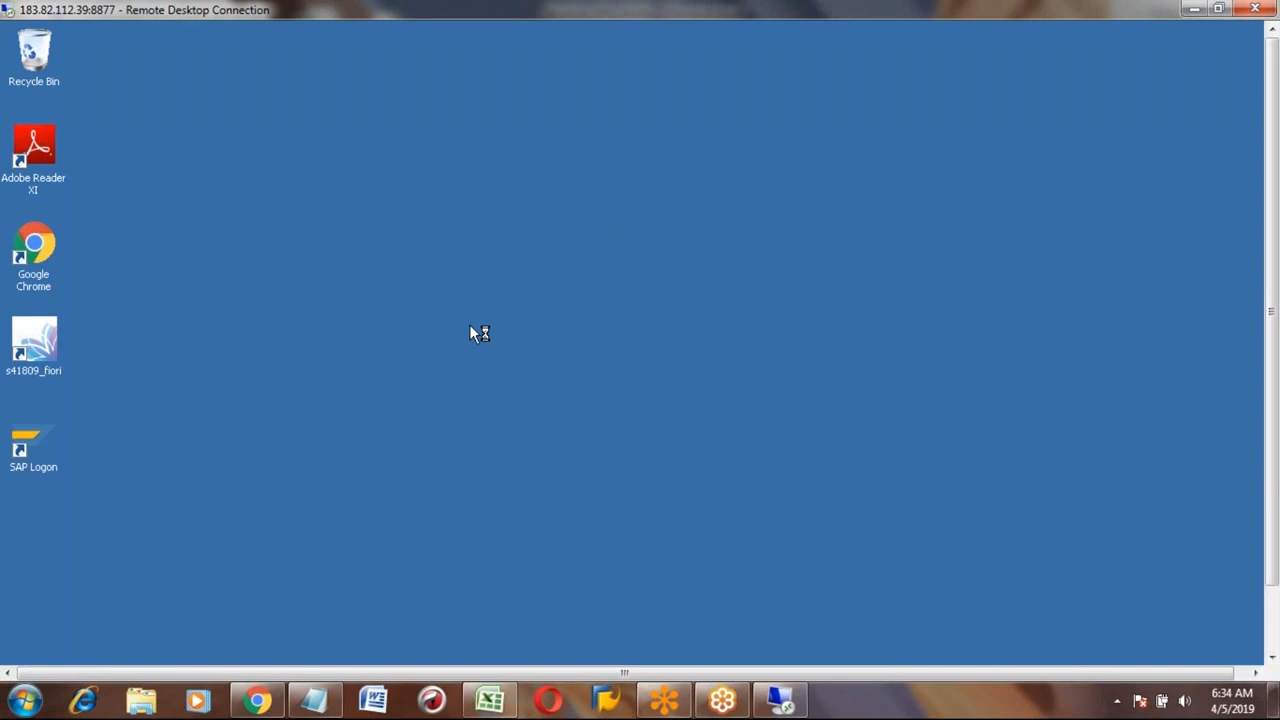 183.82.112.39:8877 - Remote Desktop Connection
Recycle Bin
Adobe Reader
XI
Google
Chrome
s41809_fiori
SAP Logon
6:34 AM
4/5/2019